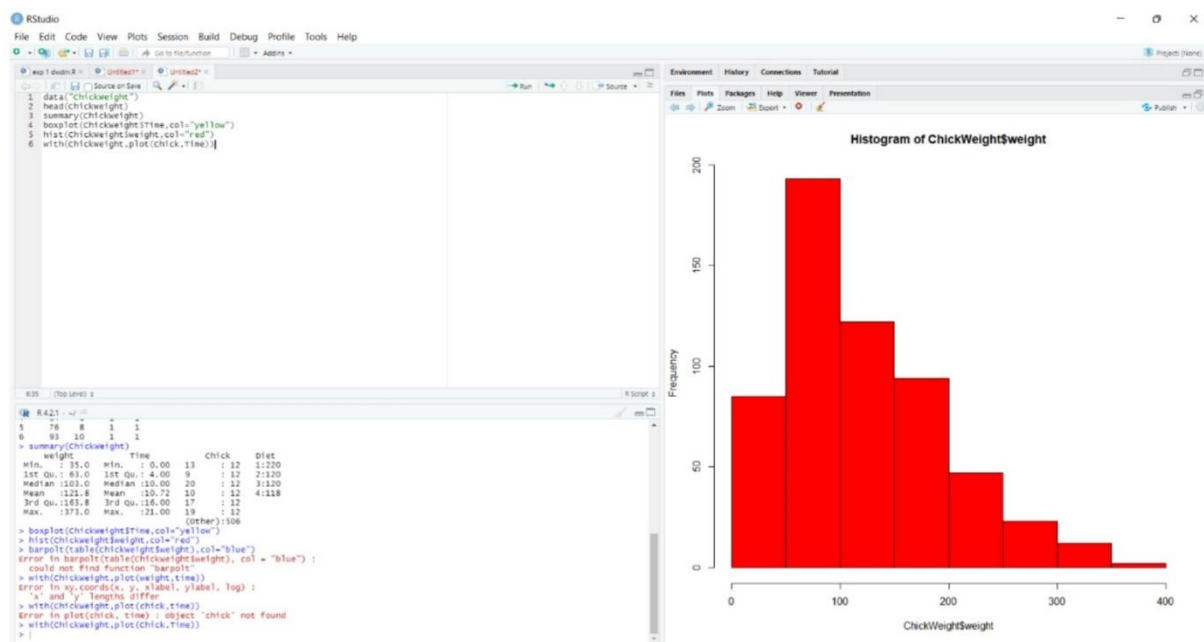 RStudio
File Edit Code View Plots Session Build Debug Profile Tools Help
Go to file/function Addins Project: (None)
exp 1 dwdm.R Untitled1* Untitled2*
Source on Save Run Source
1 data("ChickWeight")
2 head(ChickWeight)
3 summary(ChickWeight)
4 boxplot(ChickWeight$Time,col="yellow")
5 hist(ChickWeight$weight,col="red")
6 with(ChickWeight,plot(Chick,Time))
6:35 (Top Level) R Script
R 4.2.1 · ~/
5 76 8 1 1
6 93 10 1 1
> summary(ChickWeight)
weight Time Chick Diet
Min. : 35.0 Min. : 0.00 13 : 12 1:220
1st Qu.: 63.0 1st Qu.: 4.00 9 : 12 2:120
Median :103.0 Median :10.00 20 : 12 3:120
Mean :121.8 Mean :10.72 10 : 12 4:118
3rd Qu.:163.8 3rd Qu.:16.00 17 : 12
Max. :373.0 Max. :21.00 19 : 12
(Other):506
> boxplot(ChickWeight$Time,col="yellow")
> hist(ChickWeight$weight,col="red")
> barpolt(table(ChickWeight$weight),col="blue")
Error in barpolt(table(ChickWeight$weight), col = "blue") :
could not find function "barpolt"
> with(ChickWeight,plot(weight,time))
Error in xy.coords(x, y, xlabel, ylabel, log) :
'x' and 'y' lengths differ
> with(ChickWeight,plot(chick,time))
Error in plot(chick, time) : object 'chick' not found
> with(ChickWeight,plot(Chick,Time))
>
Environment History Connections Tutorial
Files Plots Packages Help Viewer Presentation
Zoom Export Publish
Histogram of ChickWeight$weight
Frequency
200
150
100
50
0
0 100 200 300 400
ChickWeight$weight